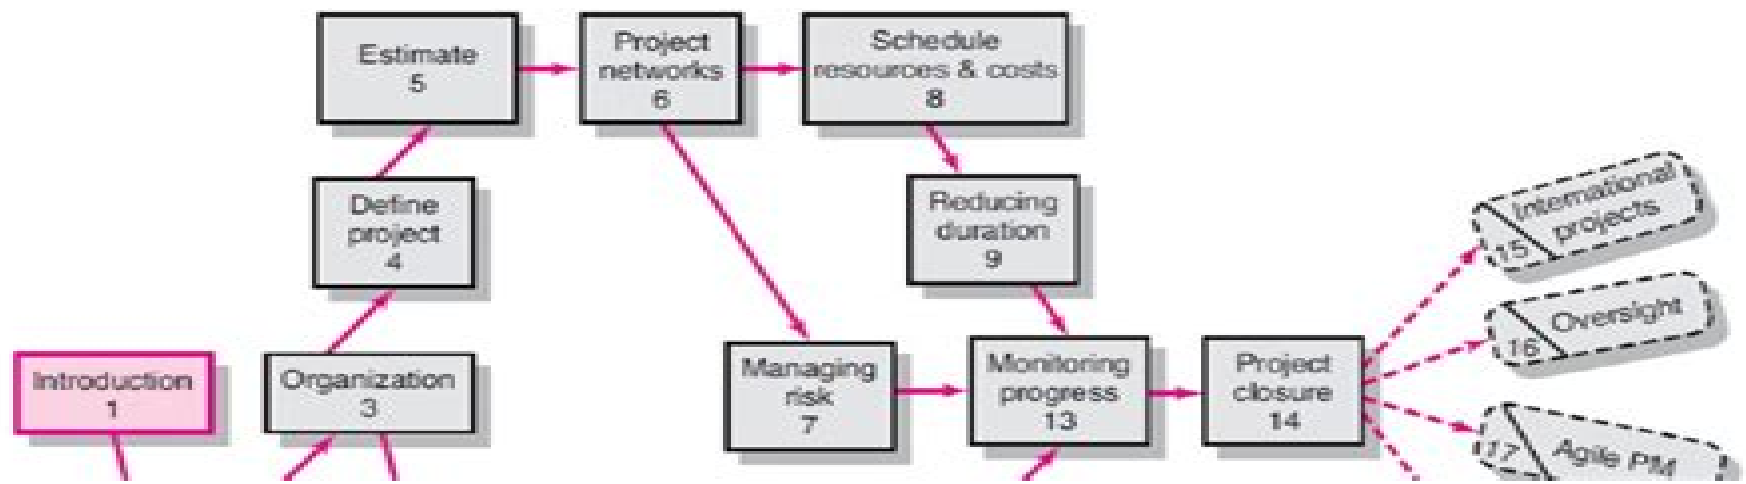 Estimate
5
Project
networks
6
Schedule
resources & costs
8
Define
project
4
Reducing
duration
9
International
projects
15
Oversight
16
Introduction
1
Organization
3
Managing
risk
7
Monitoring
progress
13
Project
closure
14
Agile PM
17